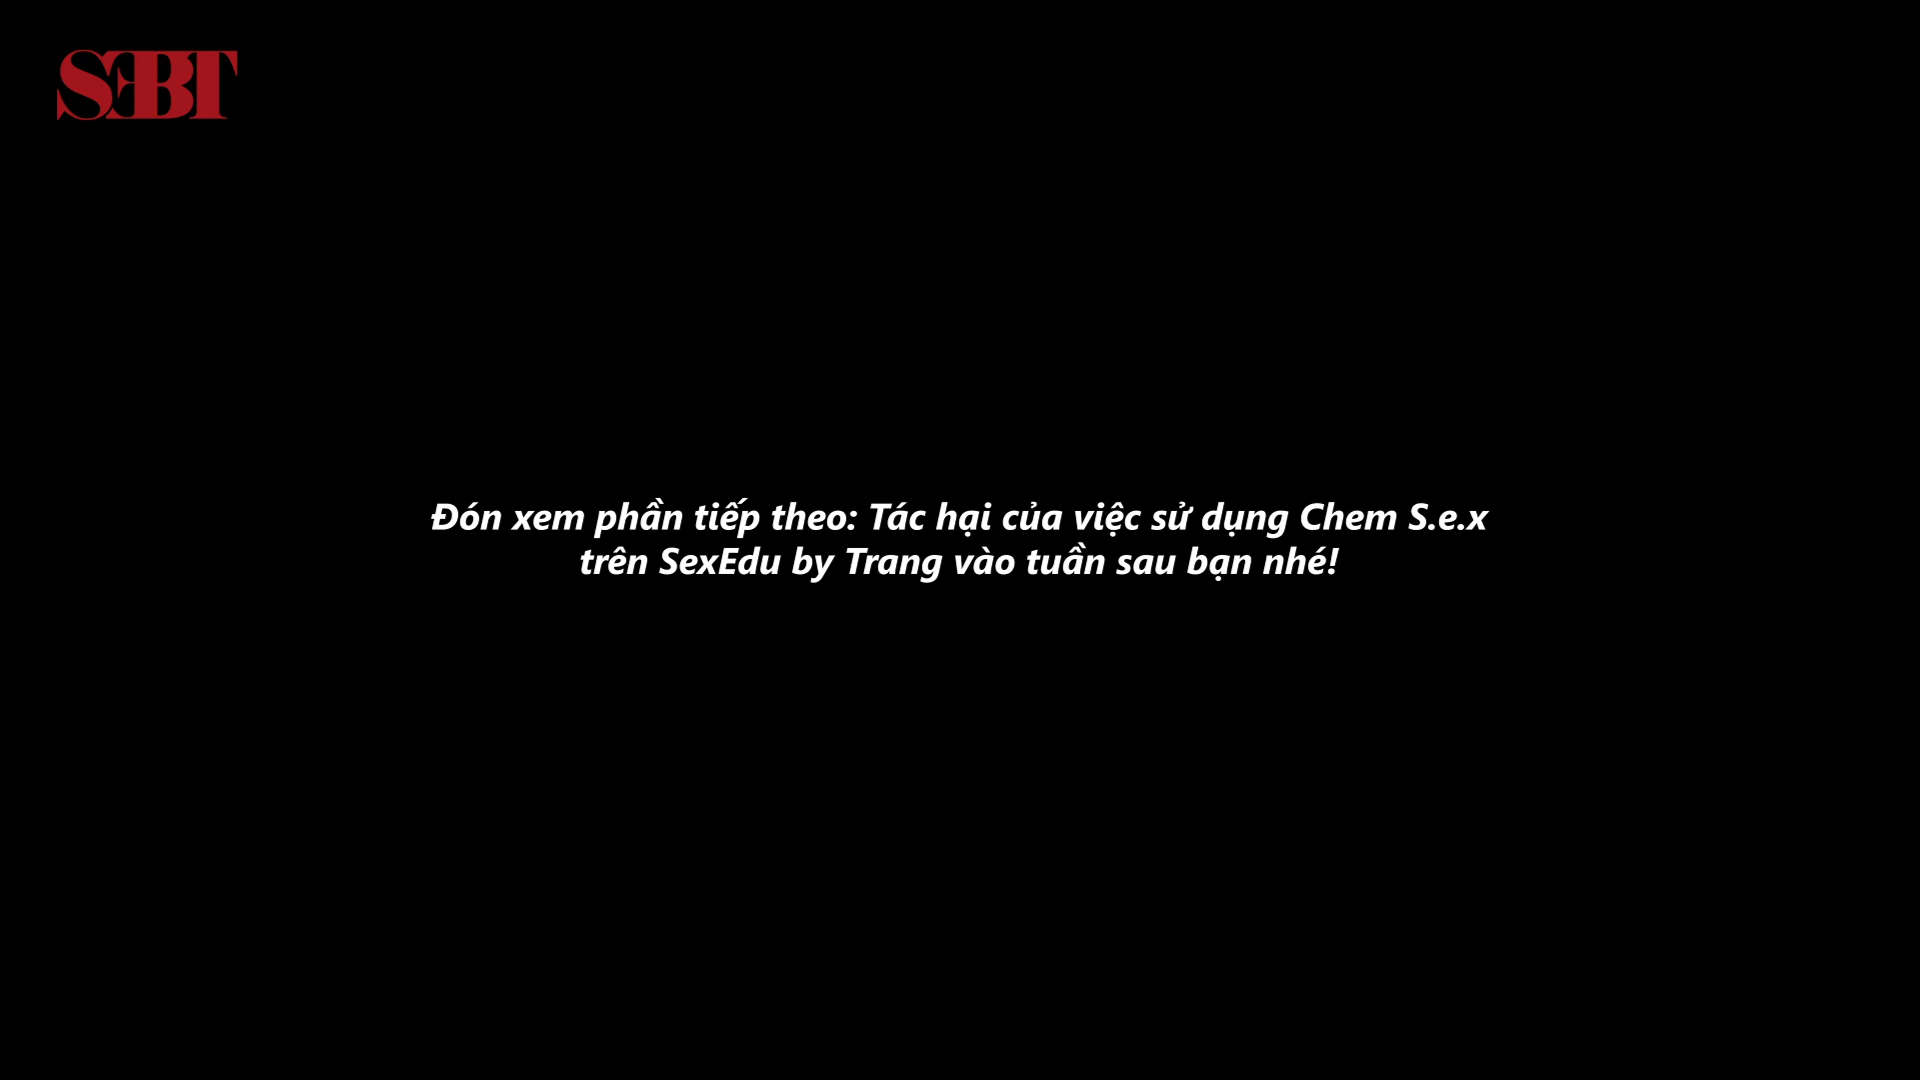 SEBT
Đón xem phần tiếp theo: Tác hại của việc sử dụng Chem S.e.x
trên SexEdu by Trang vào tuần sau bạn nhé!